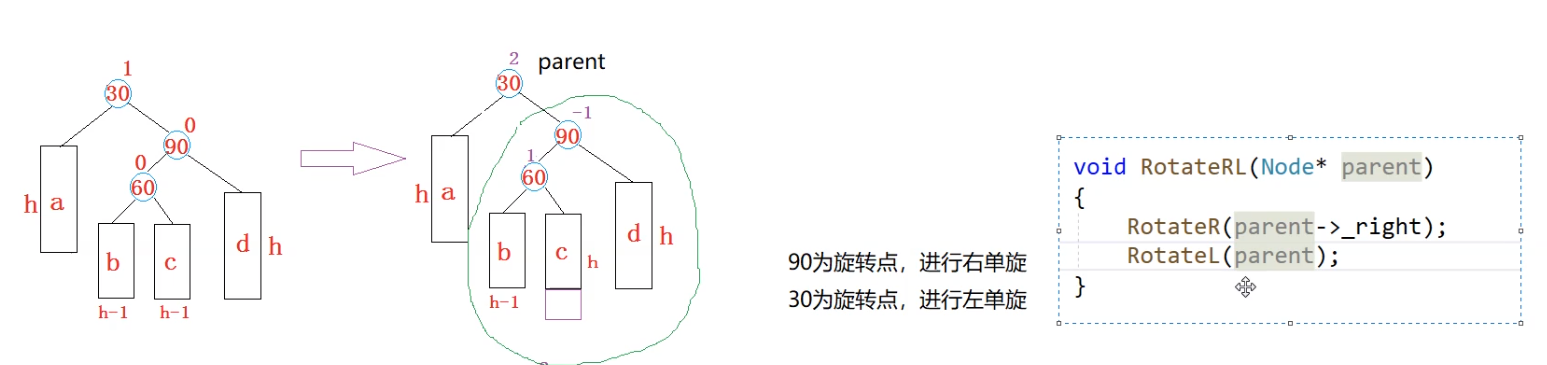 1
30
0
90
0
60
h
a
b
c
d
h
h-1
h-1
2
parent
30
-1
90
1
60
h
a
b
c
h
d
h
h-1
90为旋转点，进行右单旋
30为旋转点，进行左单旋
void RotateRL(Node* parent)
{
RotateR(parent->_right);
RotateL(parent);
}